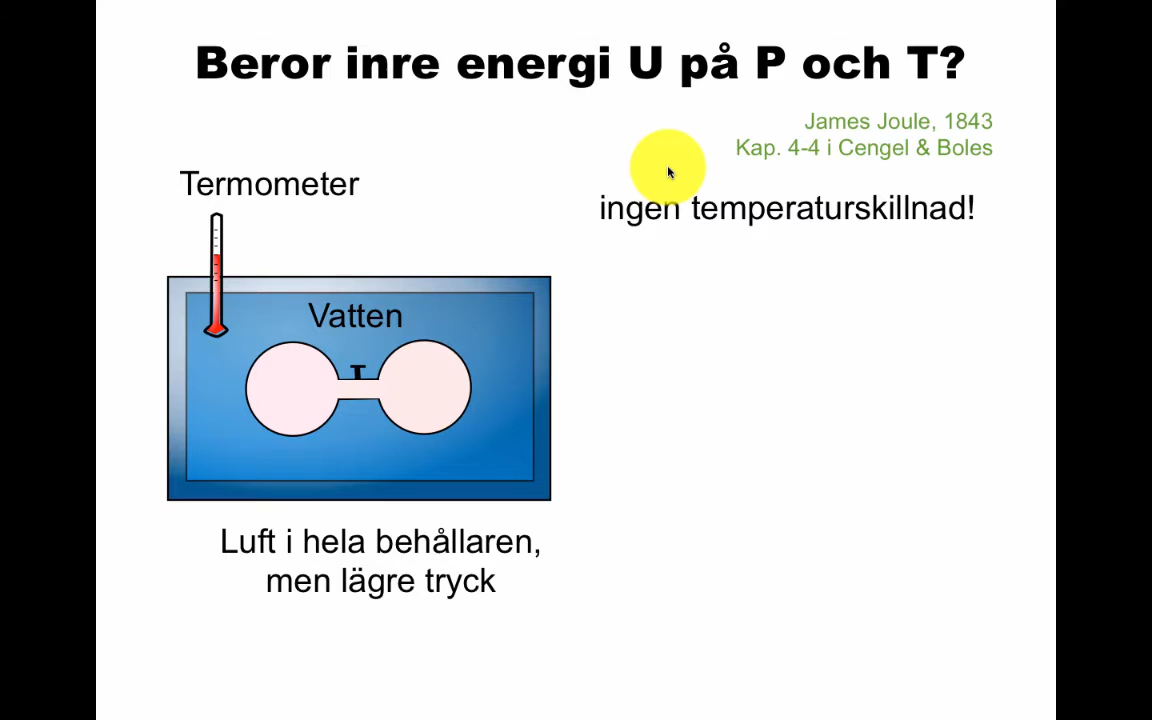 Beror inre energi U på P och T?
James Joule, 1843
Kap. 4-4 i Cengel & Boles
Termometer
ingen temperaturskillnad!
Vatten
Luft i hela behållaren,
men lägre tryck